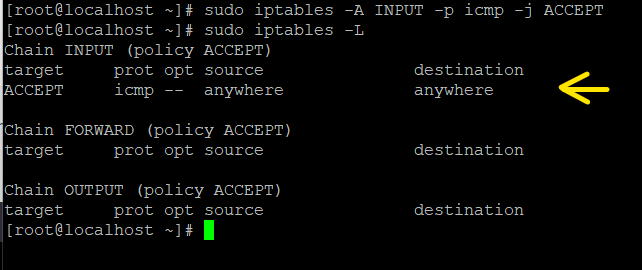 [root@localhost ~]# sudo iptables -A INPUT -p icmp -j ACCEPT
[root@localhost ~]# sudo iptables -L
Chain INPUT (policy ACCEPT)
target     prot opt source               destination
ACCEPT     icmp --  anywhere             anywhere

Chain FORWARD (policy ACCEPT)
target     prot opt source               destination

Chain OUTPUT (policy ACCEPT)
target     prot opt source               destination
[root@localhost ~]#